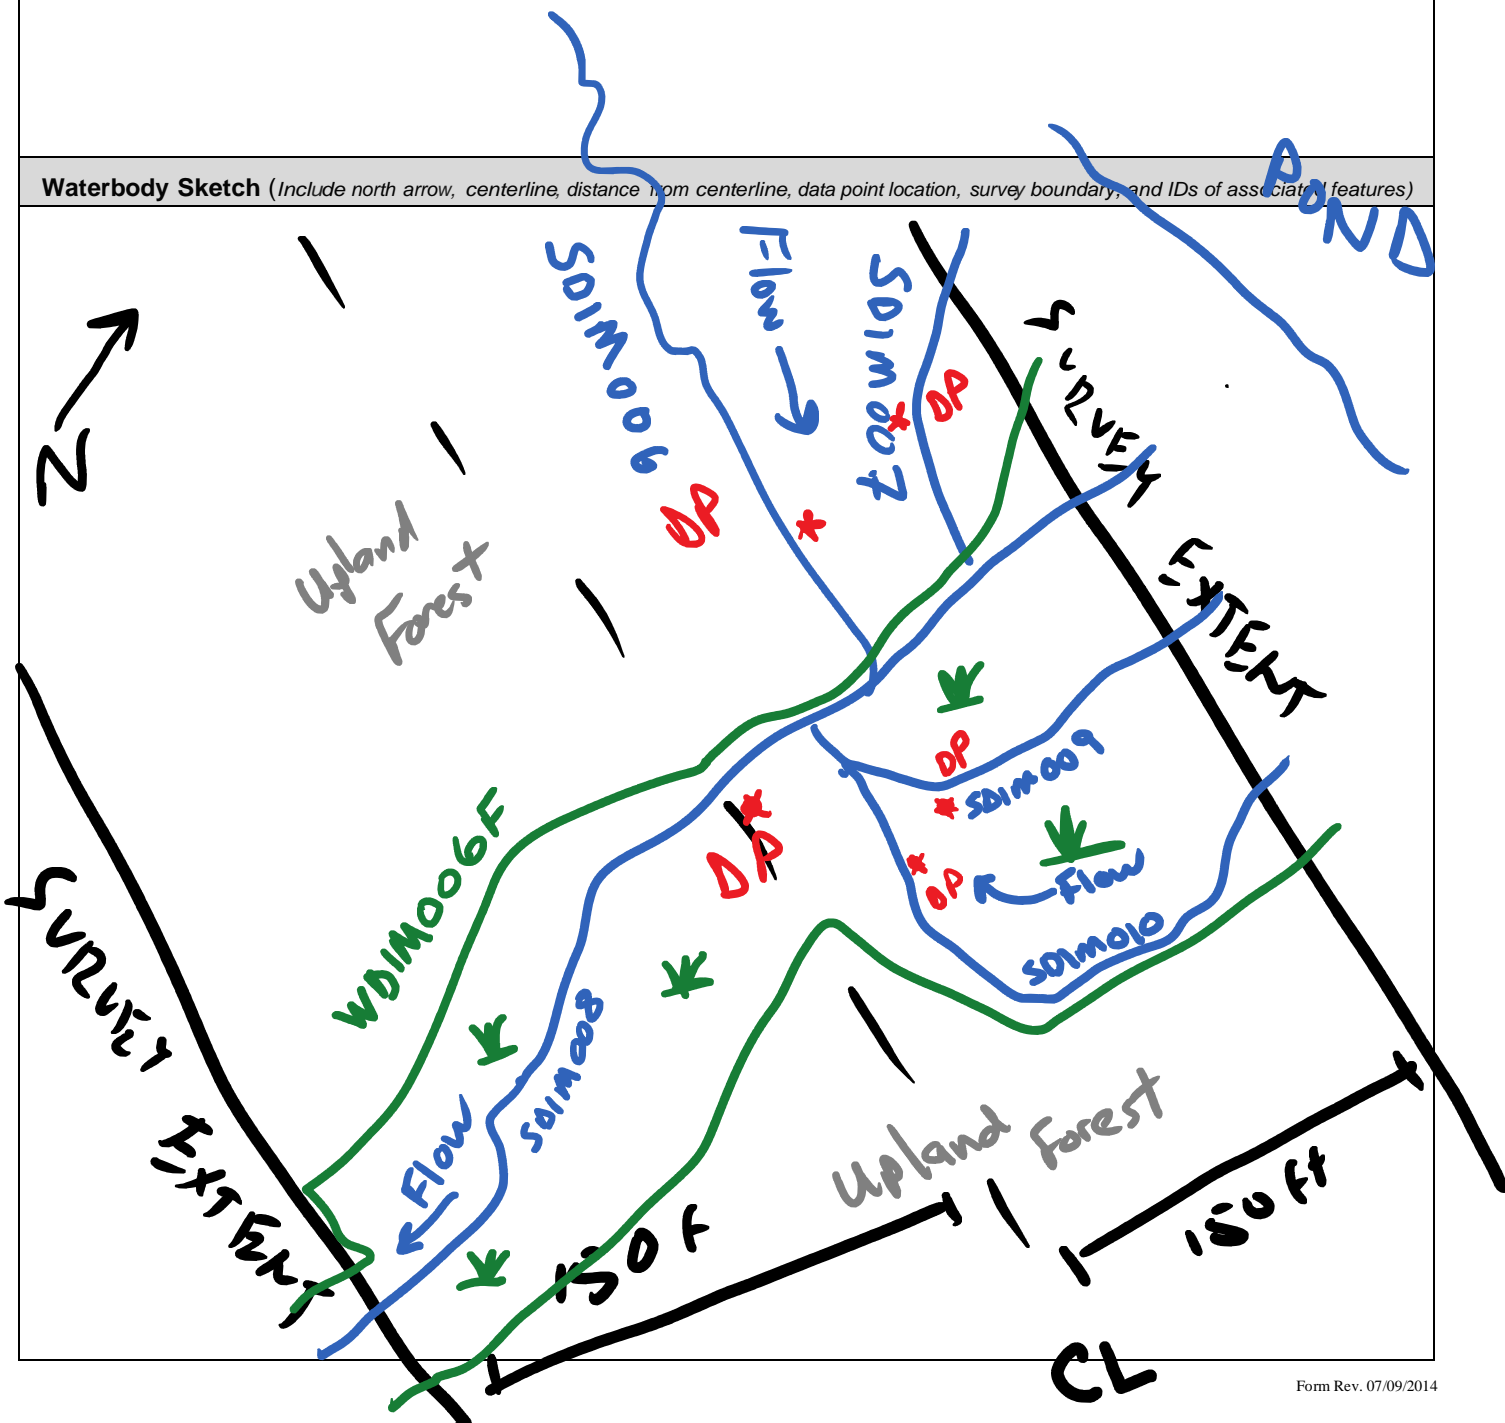 Waterbody Sketch (Include north arrow, centerline, distance from centerline, data point location, survey boundary, and IDs of associated features)
POND
N
SDIM006
Flow
SDIM007
DP
SURVEY EXTENT
DP
Upland
Forest
DP
SDIM009
DP
DP
Flow
SDIM010
WDIM006F
SDIM008
Flow
SURVEY EXTENT
Upland Forest
150 F
150 ft
CL
Form Rev. 07/09/2014